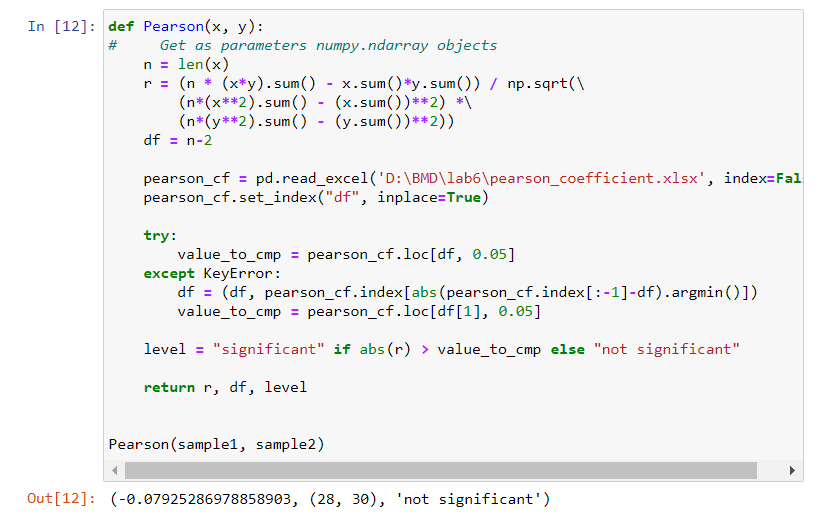 In [12]: def Pearson(x, y):
#     Get as parameters numpy.ndarray objects
    n = len(x)
    r = (n * (x*y).sum() - x.sum()*y.sum()) / np.sqrt(\
        (n*(x**2).sum() - (x.sum())**2) *\
        (n*(y**2).sum() - (y.sum())**2))
    df = n-2
    pearson_cf = pd.read_excel('D:\BMD\lab6\pearson_coefficient.xlsx', index=Fal
    pearson_cf.set_index("df", inplace=True)
    try:
        value_to_cmp = pearson_cf.loc[df, 0.05]
    except KeyError:
        df = (df, pearson_cf.index[abs(pearson_cf.index[:-1]-df).argmin()])
        value_to_cmp = pearson_cf.loc[df[1], 0.05]
    level = "significant" if abs(r) > value_to_cmp else "not significant"
    return r, df, level
Pearson(sample1, sample2)
Out[12]: (-0.07925286978858903, (28, 30), 'not significant')